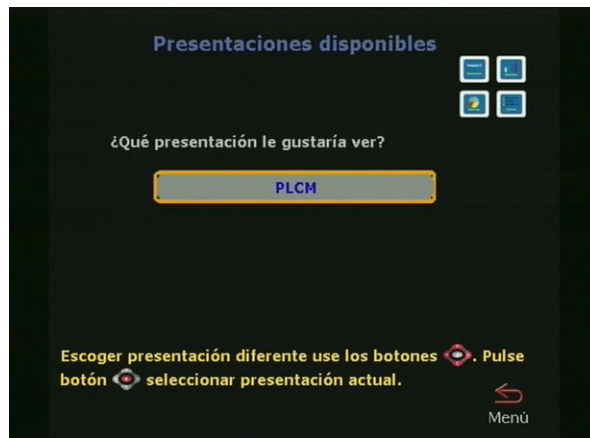 Presentaciones disponibles
¿Qué presentación le gustaría ver?
PLCM
Escoger presentación diferente use los botones . Pulse
botón seleccionar presentación actual.
Menú